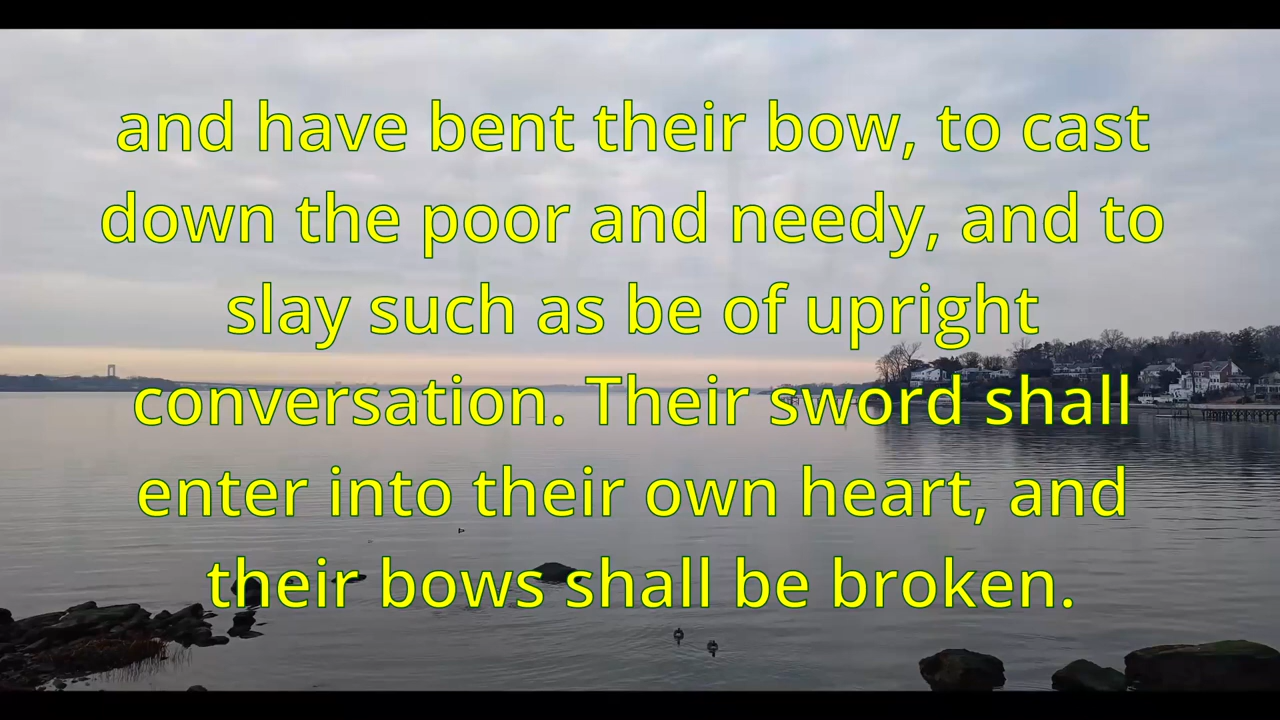 and have bent their bow, to cast
down the poor and needy, and to
slay such as be of upright
conversation. Their sword shall
enter into their own heart, and
their bows shall be broken.